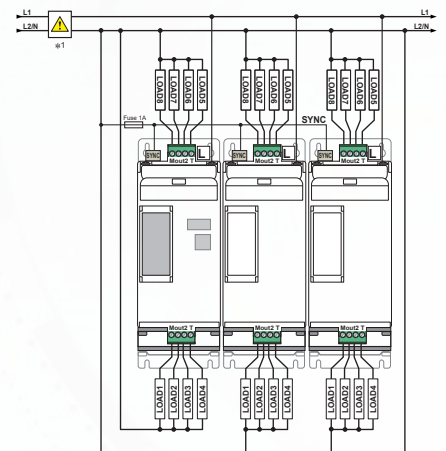 L1 L1
L2/N L2/N
※1
LOAD8 LOAD7 LOAD6 LOAD5 LOAD8 LOAD7 LOAD6 LOAD5 LOAD8 LOAD7 LOAD6 LOAD5
Fuse 1A SYNC
SYNC L SYNC L SYNC L
Mout2 T Mout2 T Mout2 T
Mout2 T Mout2 T Mout2 T
LOAD1 LOAD2 LOAD3 LOAD4 LOAD1 LOAD2 LOAD3 LOAD4 LOAD1 LOAD2 LOAD3 LOAD4